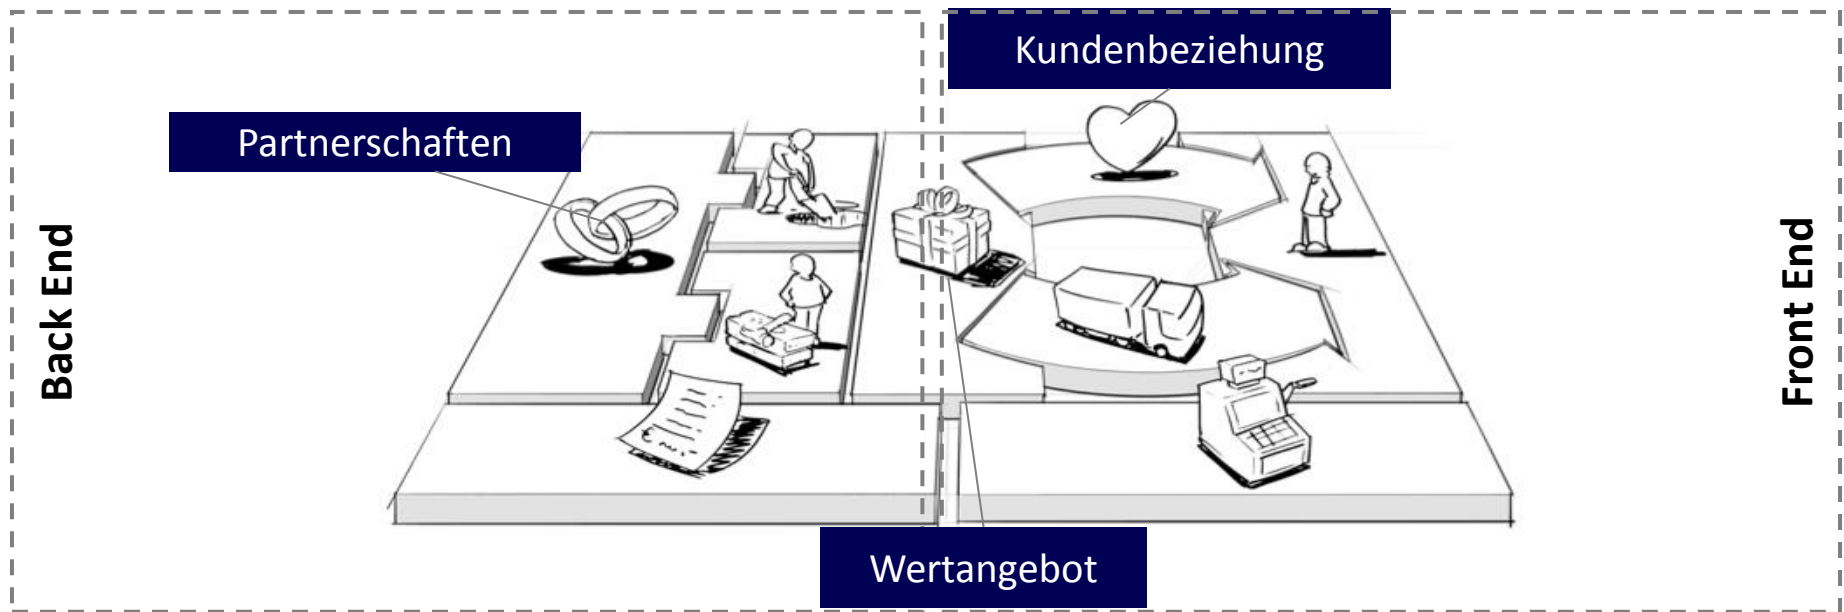 Kundenbeziehung
Partnerschaften
Back End
Front End
Wertangebot